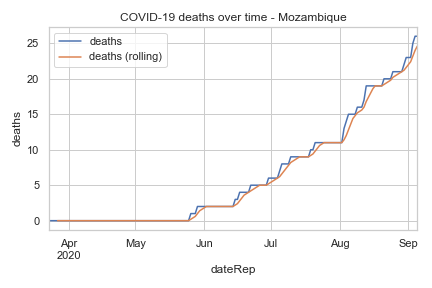 COVID-19 deaths over time - Mozambique
deaths
deaths (rolling)
25
20
15
10
5
0
deaths
Apr May Jun Jul Aug Sep
2020
dateRep